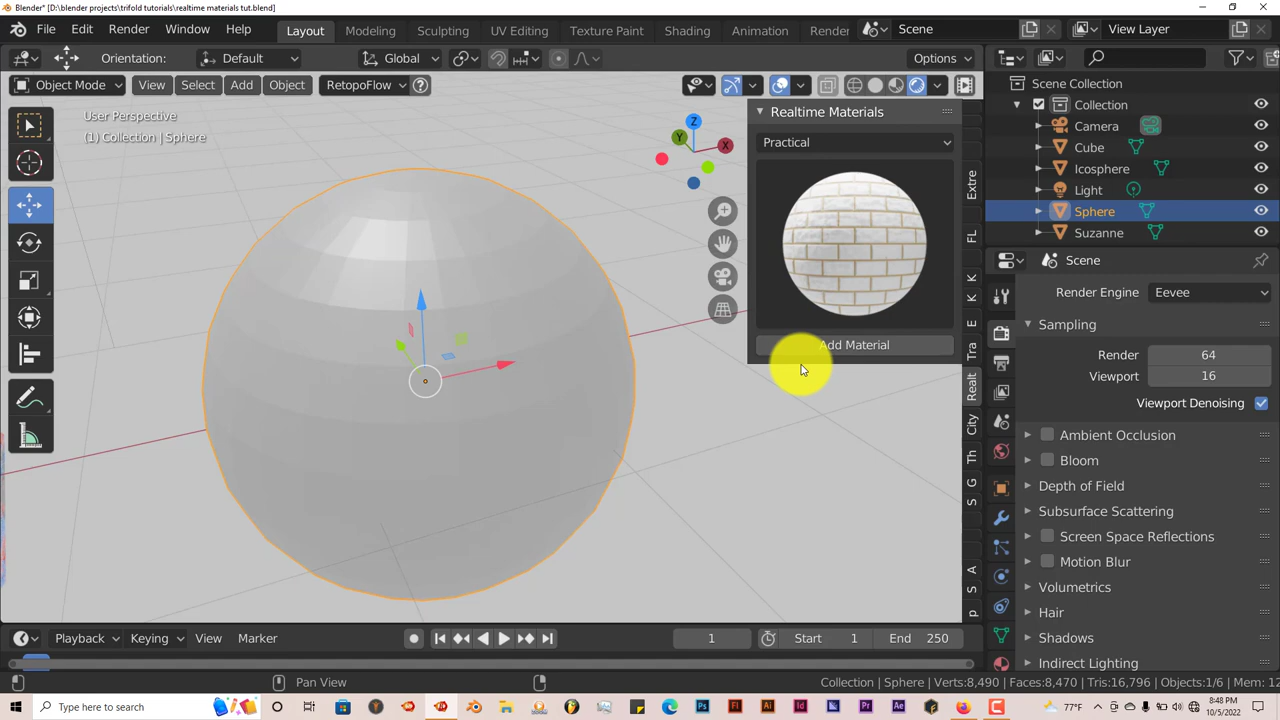 Blender* [D:\blender projects\trifold tutorials\realtime materials tut.blend]
File Edit Render Window Help Layout Modeling Sculpting UV Editing Texture Paint Shading Animation Render Scene View Layer
Orientation: Default Global Options
Object Mode View Select Add Object RetopoFlow
User Perspective
(1) Collection | Sphere
Z
Y
X
Realtime Materials
Practical
Add Material
Extre
FL
K
K
E
Tra
Realt
City
Th
G
S
A
S
p
Scene Collection
Collection
Camera
Cube
Icosphere
Light
Sphere
Suzanne
Scene
Render Engine Eevee
Sampling
Render 64
Viewport 16
Viewport Denoising
Ambient Occlusion
Bloom
Depth of Field
Subsurface Scattering
Screen Space Reflections
Motion Blur
Volumetrics
Hair
Shadows
Indirect Lighting
Playback Keying View Marker 1 Start 1 End 250
Pan View Collection | Sphere | Verts:8,490 | Faces:8,470 | Tris:16,796 | Objects:1/6 | Mem: 12
Type here to search
77°F
8:48 PM
10/5/2022